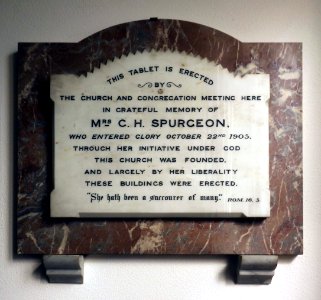 THIS TABLET IS ERECTED
BY
THE CHURCH AND CONGREGATION MEETING HERE
IN GRATEFUL MEMORY OF
MRS C. H. SPURGEON,
WHO ENTERED GLORY OCTOBER 22ND 1903.
THROUGH HER INITIATIVE UNDER GOD
THIS CHURCH WAS FOUNDED,
AND LARGELY BY HER LIBERALITY
THESE BUILDINGS WERE ERECTED.
"She hath been a succourer of many." ROM. 16, 3